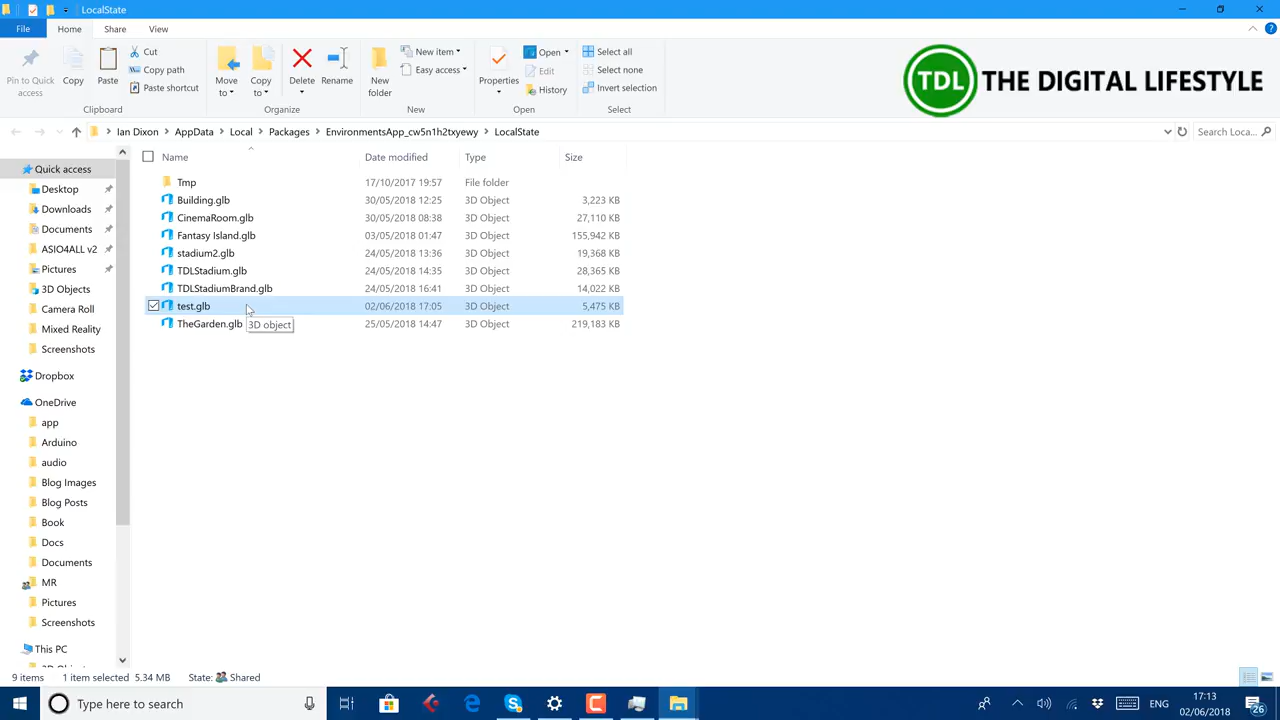 LocalState
File Home Share View
Pin to Quick access
Copy
Paste
Cut
Copy path
Paste shortcut
Clipboard
Move to
Copy to
Delete
Rename
Organize
New folder
New item
Easy access
New
Properties
Open
Edit
History
Open
Select all
Select none
Invert selection
Select
TDL THE DIGITAL LIFESTYLE
Ian Dixon > AppData > Local > Packages > EnvironmentsApp_cw5n1h2txyewy > LocalState
Search Loca...
Name Date modified Type Size
Tmp 17/10/2017 19:57 File folder
Building.glb 30/05/2018 12:25 3D Object 3,223 KB
CinemaRoom.glb 30/05/2018 08:38 3D Object 27,110 KB
Fantasy Island.glb 03/05/2018 01:47 3D Object 155,942 KB
stadium2.glb 24/05/2018 13:36 3D Object 19,368 KB
TDLStadium.glb 24/05/2018 14:35 3D Object 28,365 KB
TDLStadiumBrand.glb 24/05/2018 16:41 3D Object 14,022 KB
test.glb 02/06/2018 17:05 3D Object 5,475 KB
TheGarden.glb 25/05/2018 14:47 3D Object 219,183 KB
3D object
Quick access
Desktop
Downloads
Documents
ASIO4ALL v2
Pictures
3D Objects
Camera Roll
Mixed Reality
Screenshots
Dropbox
OneDrive
app
Arduino
audio
Blog Images
Blog Posts
Book
Docs
Documents
MR
Pictures
Screenshots
This PC
9 items 1 item selected 5.34 MB State: Shared
Type here to search
ENG
17:13
02/06/2018
26